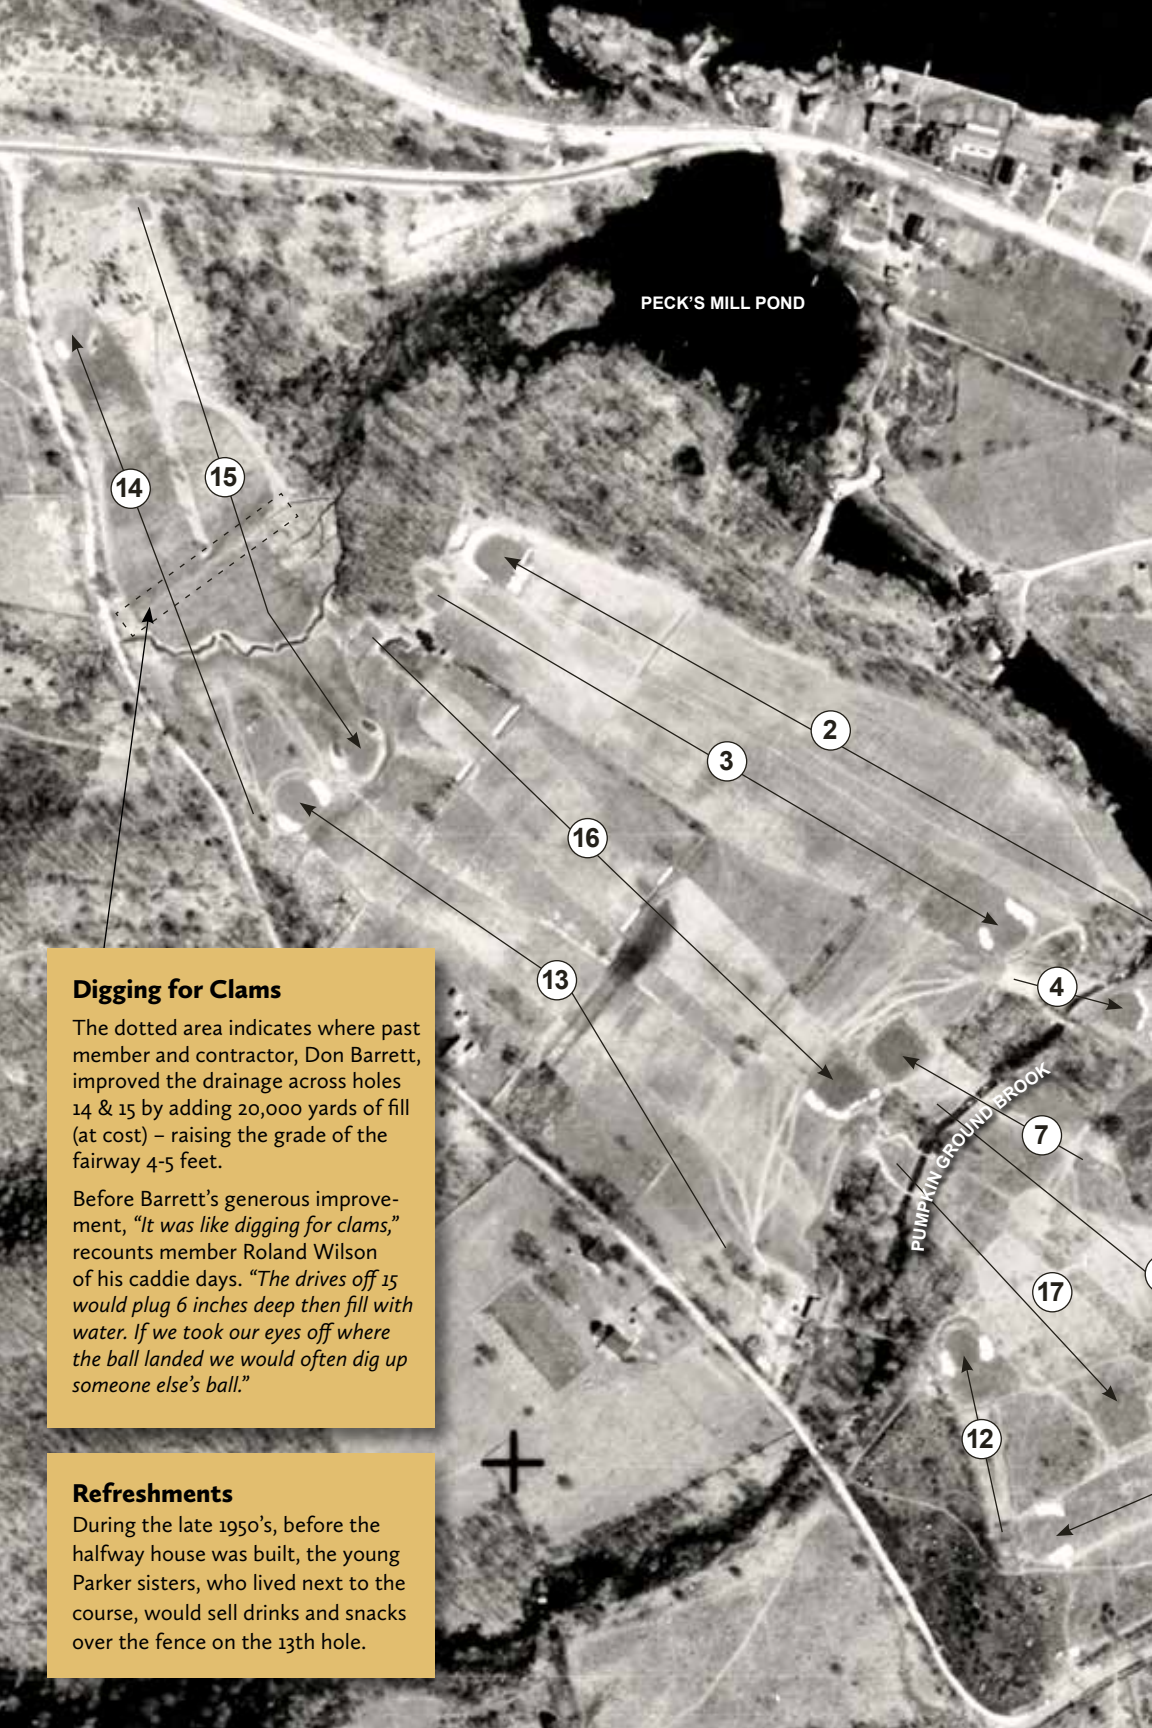 PECK'S MILL POND
14
15
2
3
16
13
4
7
PUMPKIN GROUND BROOK
17
12
Digging for Clams
The dotted area indicates where past
member and contractor, Don Barrett,
improved the drainage across holes
14 & 15 by adding 20,000 yards of fill
(at cost) – raising the grade of the
fairway 4-5 feet.
Before Barrett’s generous improve-
ment, “It was like digging for clams,”
recounts member Roland Wilson
of his caddie days. “The drives off 15
would plug 6 inches deep then fill with
water. If we took our eyes off where
the ball landed we would often dig up
someone else’s ball.”
Refreshments
During the late 1950’s, before the
halfway house was built, the young
Parker sisters, who lived next to the
course, would sell drinks and snacks
over the fence on the 13th hole.